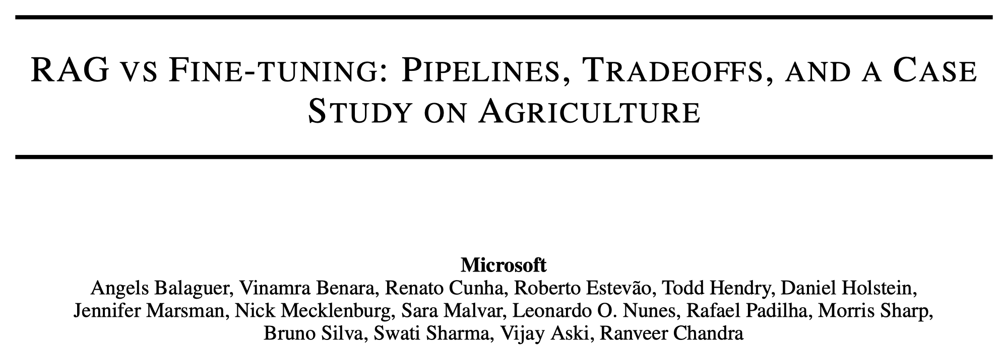 RAG VS FINE-TUNING: PIPELINES, TRADEOFFS, AND A CASE
STUDY ON AGRICULTURE
Microsoft
Angels Balaguer, Vinamra Benara, Renato Cunha, Roberto Estevão, Todd Hendry, Daniel Holstein,
Jennifer Marsman, Nick Mecklenburg, Sara Malvar, Leonardo O. Nunes, Rafael Padilha, Morris Sharp,
Bruno Silva, Swati Sharma, Vijay Aski, Ranveer Chandra